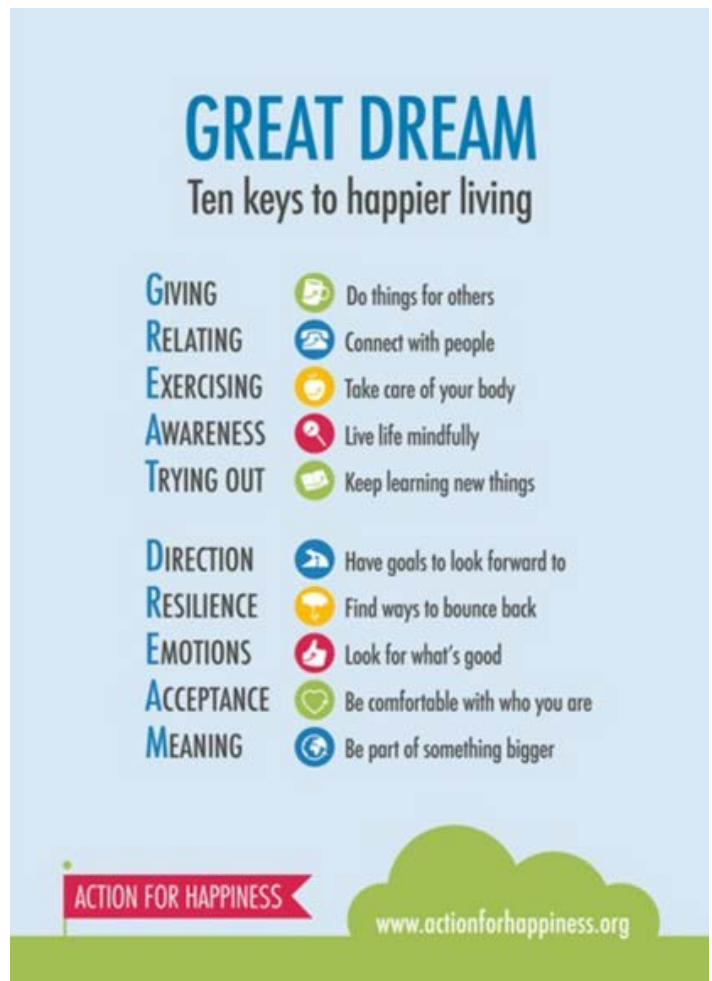 GREAT DREAM
Ten keys to happier living
GIVING Do things for others
RELATING Connect with people
EXERCISING Take care of your body
AWARENESS Live life mindfully
TRYING OUT Keep learning new things
DIRECTION Have goals to look forward to
RESILIENCE Find ways to bounce back
EMOTIONS Look for what's good
ACCEPTANCE Be comfortable with who you are
MEANING Be part of something bigger
ACTION FOR HAPPINESS
www.actionforhappiness.org